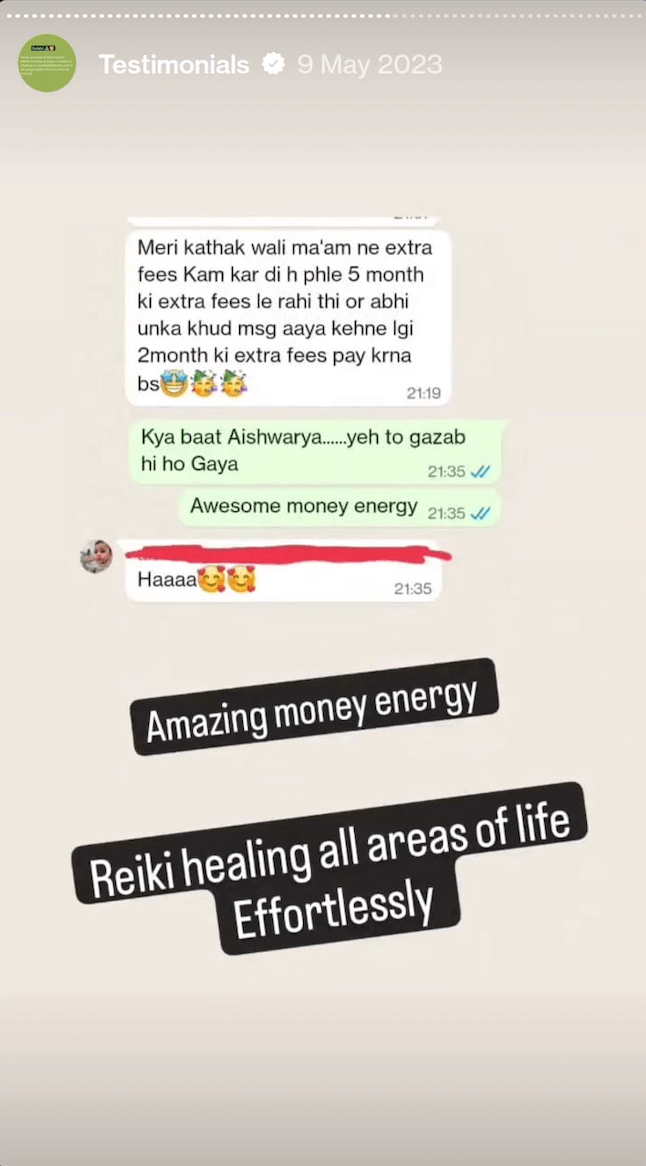 Testimonials 9 May 2023
Meri kathak wali ma'am ne extra
fees Kam kar di h phle 5 month
ki extra fees le rahi thi or abhi
unka khud msg aaya kehne lgi
2month ki extra fees pay krna
bs🤩🥳🥳
21:19
Kya baat Aishwarya......yeh to gazab
hi ho Gaya
21:35
Awesome money energy 21:35
Haaaa🥰🥰
21:35
Amazing money energy
Reiki healing all areas of life
Effortlessly